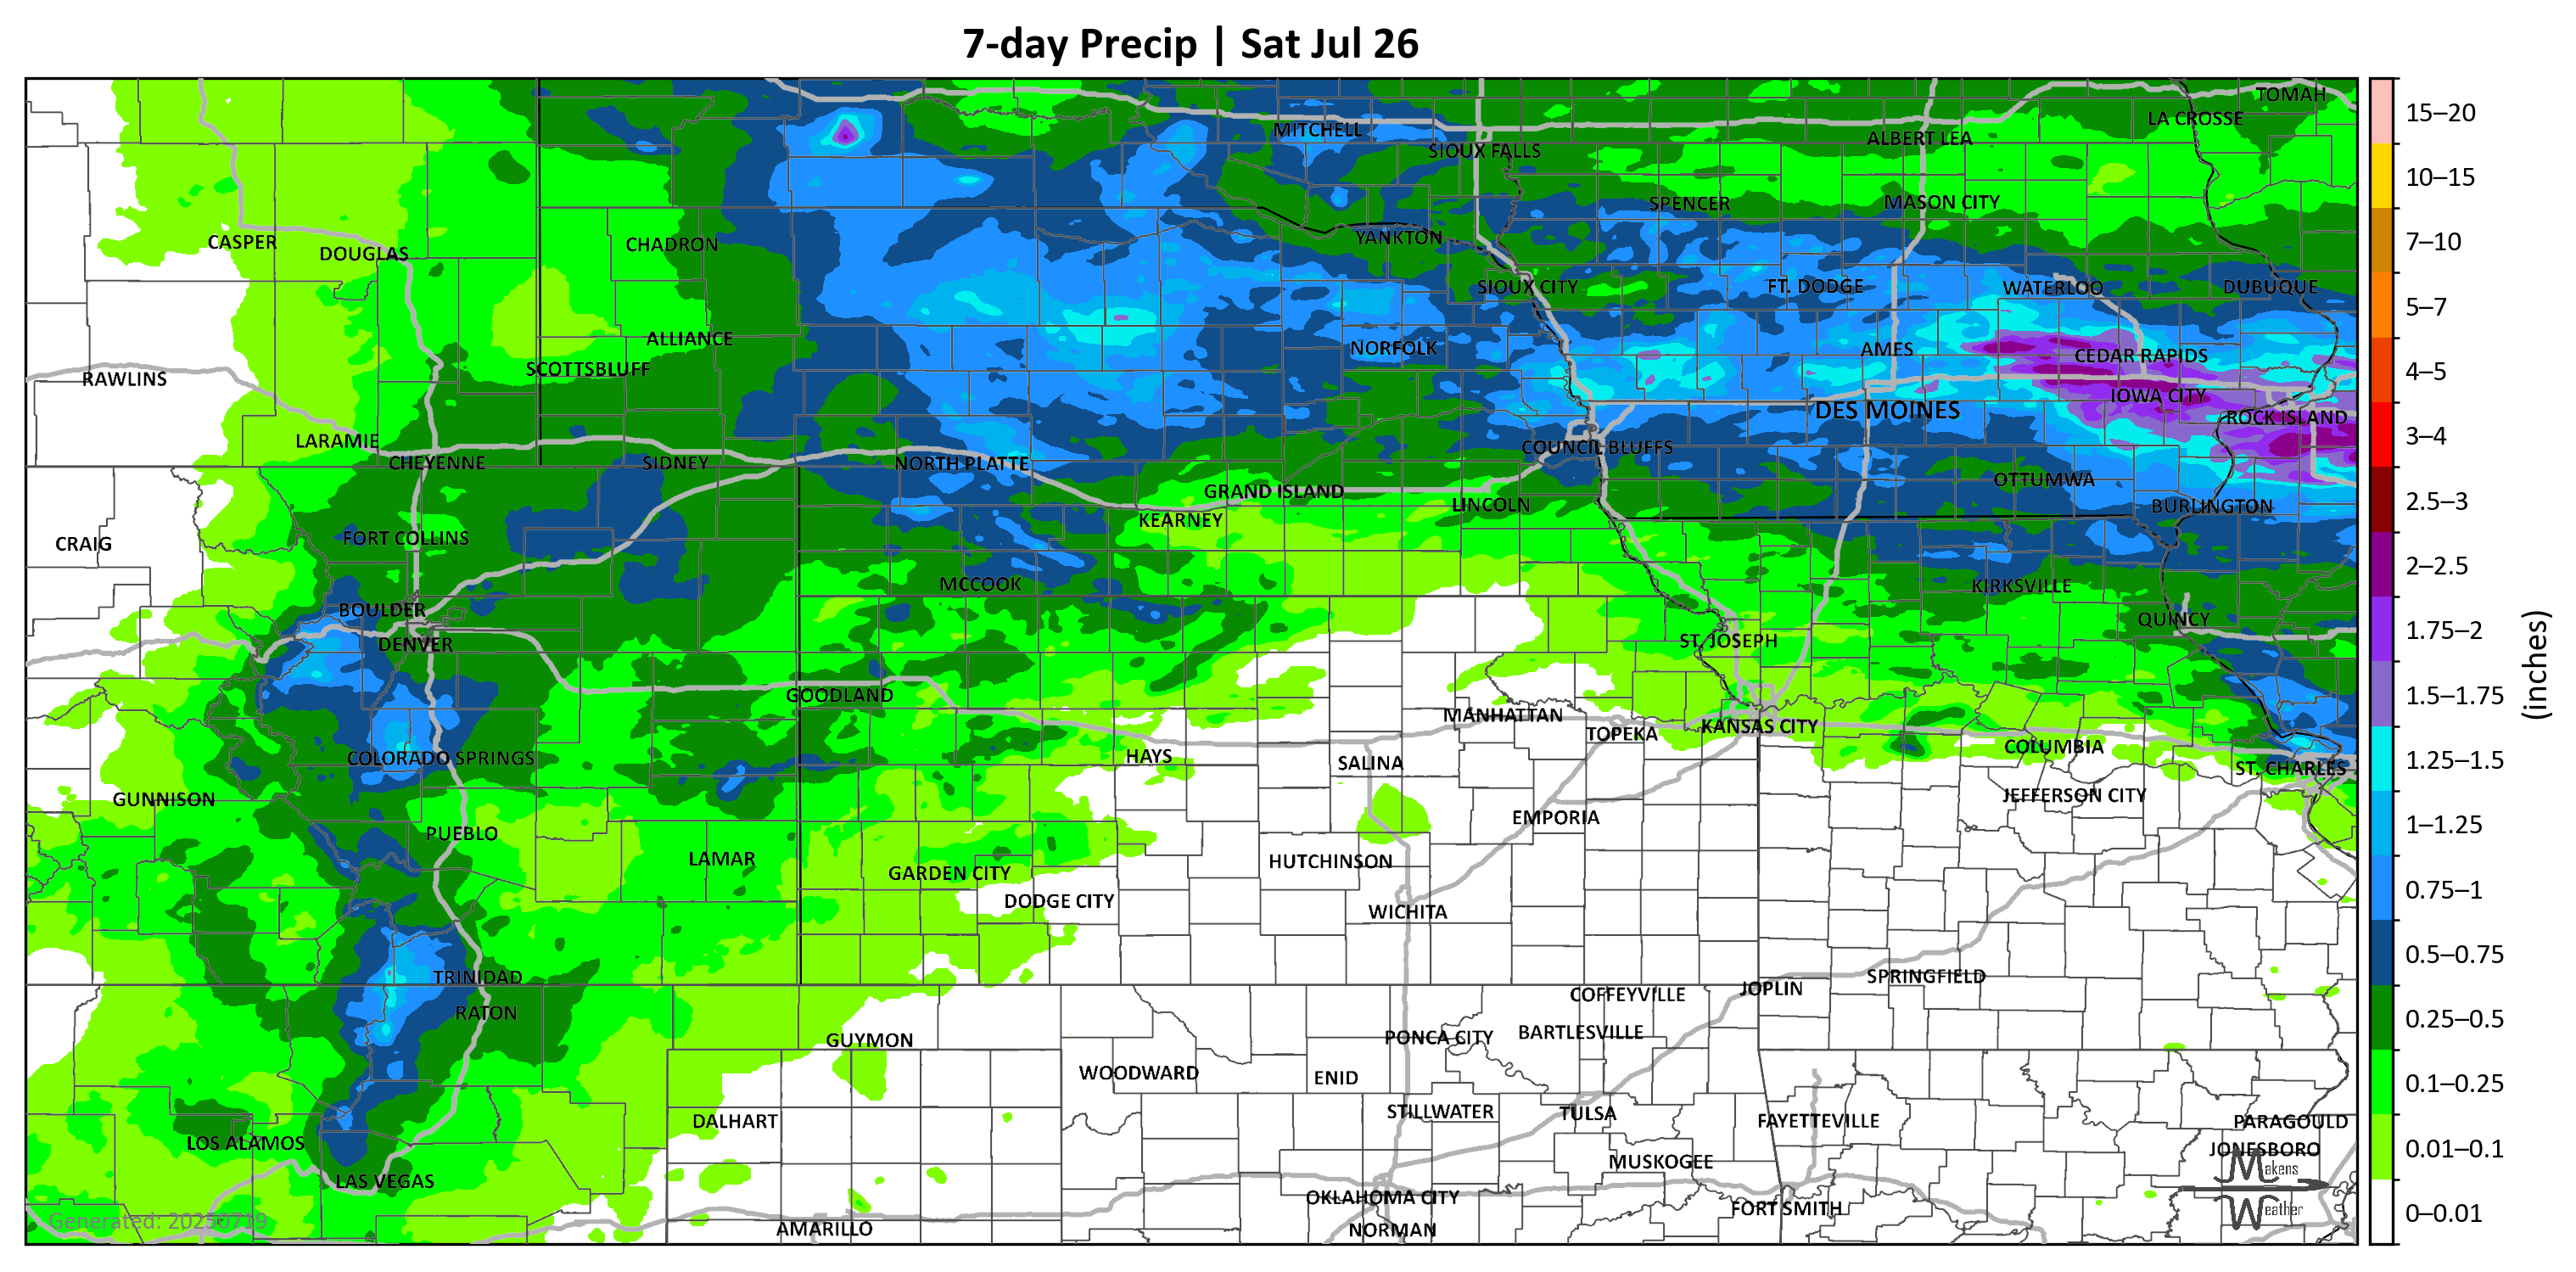 7-day Precip | Sat Jul 26
TOMAH
LA CROSSE
MITCHELL
ALBERT LEA
SIOUX FALLS
SPENCER
MASON CITY
CASPER
DOUGLAS
CHADRON
YANKTON
SIOUX CITY
FT. DODGE
WATERLOO
DUBUQUE
ALLIANCE
NORFOLK
AMES
CEDAR RAPIDS
SCOTTSBLUFF
RAWLINS
IOWA CITY
DES MOINES
ROCK ISLAND
LARAMIE
COUNCIL BLUFFS
CHEYENNE
SIDNEY
NORTH PLATTE
OTTUMWA
GRAND ISLAND
LINCOLN
BURLINGTON
KEARNEY
FORT COLLINS
CRAIG
MCCOOK
KIRKSVILLE
BOULDER
QUINCY
DENVER
ST. JOSEPH
GOODLAND
MANHATTAN
KANSAS CITY
TOPEKA
COLUMBIA
COLORADO SPRINGS
HAYS
SALINA
ST. CHARLES
GUNNISON
JEFFERSON CITY
EMPORIA
PUEBLO
LAMAR
HUTCHINSON
GARDEN CITY
DODGE CITY
WICHITA
TRINIDAD
SPRINGFIELD
JOPLIN
COFFEYVILLE
RATON
BARTLESVILLE
PONCA CITY
GUYMON
WOODWARD
ENID
STILLWATER
TULSA
DALHART
FAYETTEVILLE
PARAGOULD
LOS ALAMOS
JONESBORO
MUSKOGEE
Makens
LAS VEGAS
OKLAHOMA CITY
FORT SMITH
Weather
Generated: 20250719
AMARILLO
NORMAN
15–20
10–15
7–10
5–7
4–5
3–4
2.5–3
2–2.5
1.75–2
1.5–1.75
1.25–1.5
1–1.25
0.75–1
0.5–0.75
0.25–0.5
0.1–0.25
0.01–0.1
0–0.01
(inches)